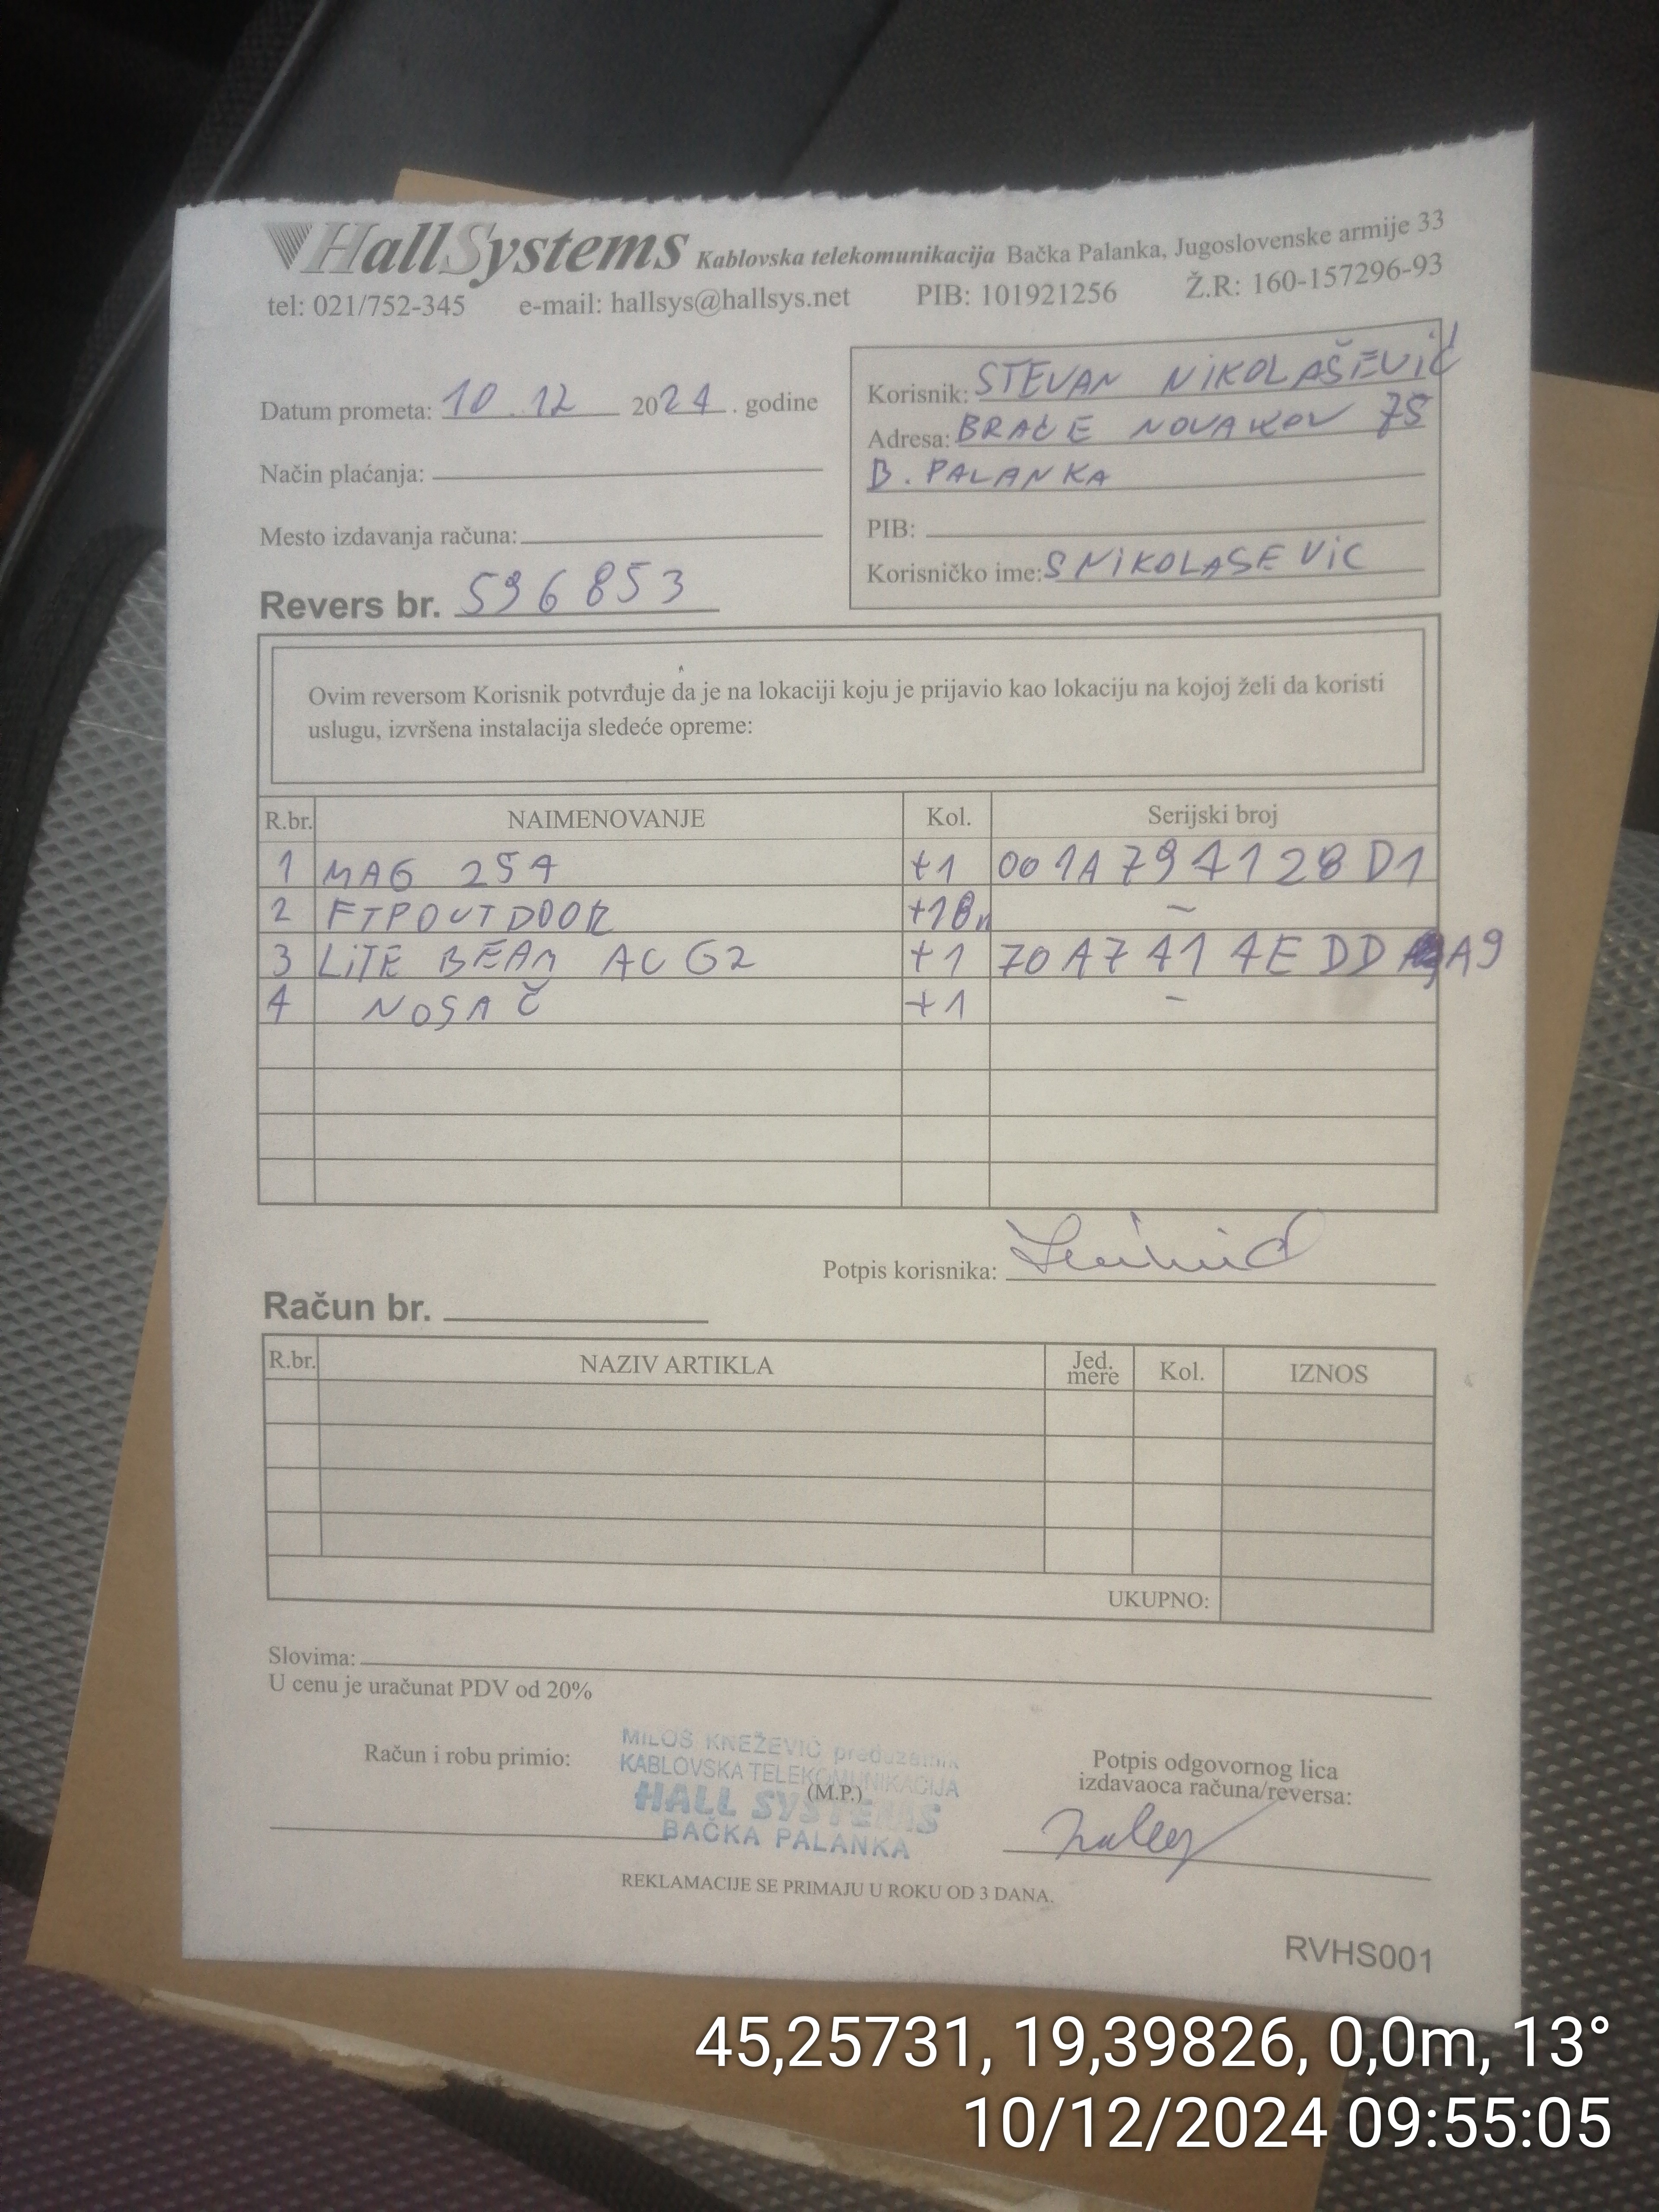 HallSystems Kablovska telekomunikacija Bačka Palanka, Jugoslovenske armije 33
tel: 021/752-345 e-mail: hallsys@hallsys.net PIB: 101921256 Ž.R: 160-157296-93
Datum prometa: 10.12 2024. godine
Način plaćanja:
Mesto izdavanja računa:
Revers br. 596853
Korisnik: STEVAN NIKOLAŠEVIĆ
Adresa: BRAĆE NOVAKOV 75
B. PALANKA
PIB:
Korisničko ime: SNIKOLASEVIC
Ovim reversom Korisnik potvrđuje da je na lokaciji koju je prijavio kao lokaciju na kojoj želi da koristi
uslugu, izvršena instalacija sledeće opreme:
R.br. NAIMENOVANJE Kol. Serijski broj
1 MAG 254 +1 001A794128D1
2 FTP OUTDOOR +18m –
3 LITE BEAM AC G2 +1 70A7414EDDA9
4 NOSAČ +1 –
Potpis korisnika:
Račun br.
R.br. NAZIV ARTIKLA Jed. mere Kol. IZNOS
UKUPNO:
Slovima:
U cenu je uračunat PDV od 20%
Račun i robu primio:
MILOŠ KNEŽEVIĆ preduzetnik
KABLOVSKA TELEKOMUNIKACIJA
(M.P.)
HALL SYSTEMS
BAČKA PALANKA
Potpis odgovornog lica
izdavaoca računa/reversa:
REKLAMACIJE SE PRIMAJU U ROKU OD 3 DANA.
RVHS001
45,25731, 19,39826, 0,0m, 13°
10/12/2024 09:55:05